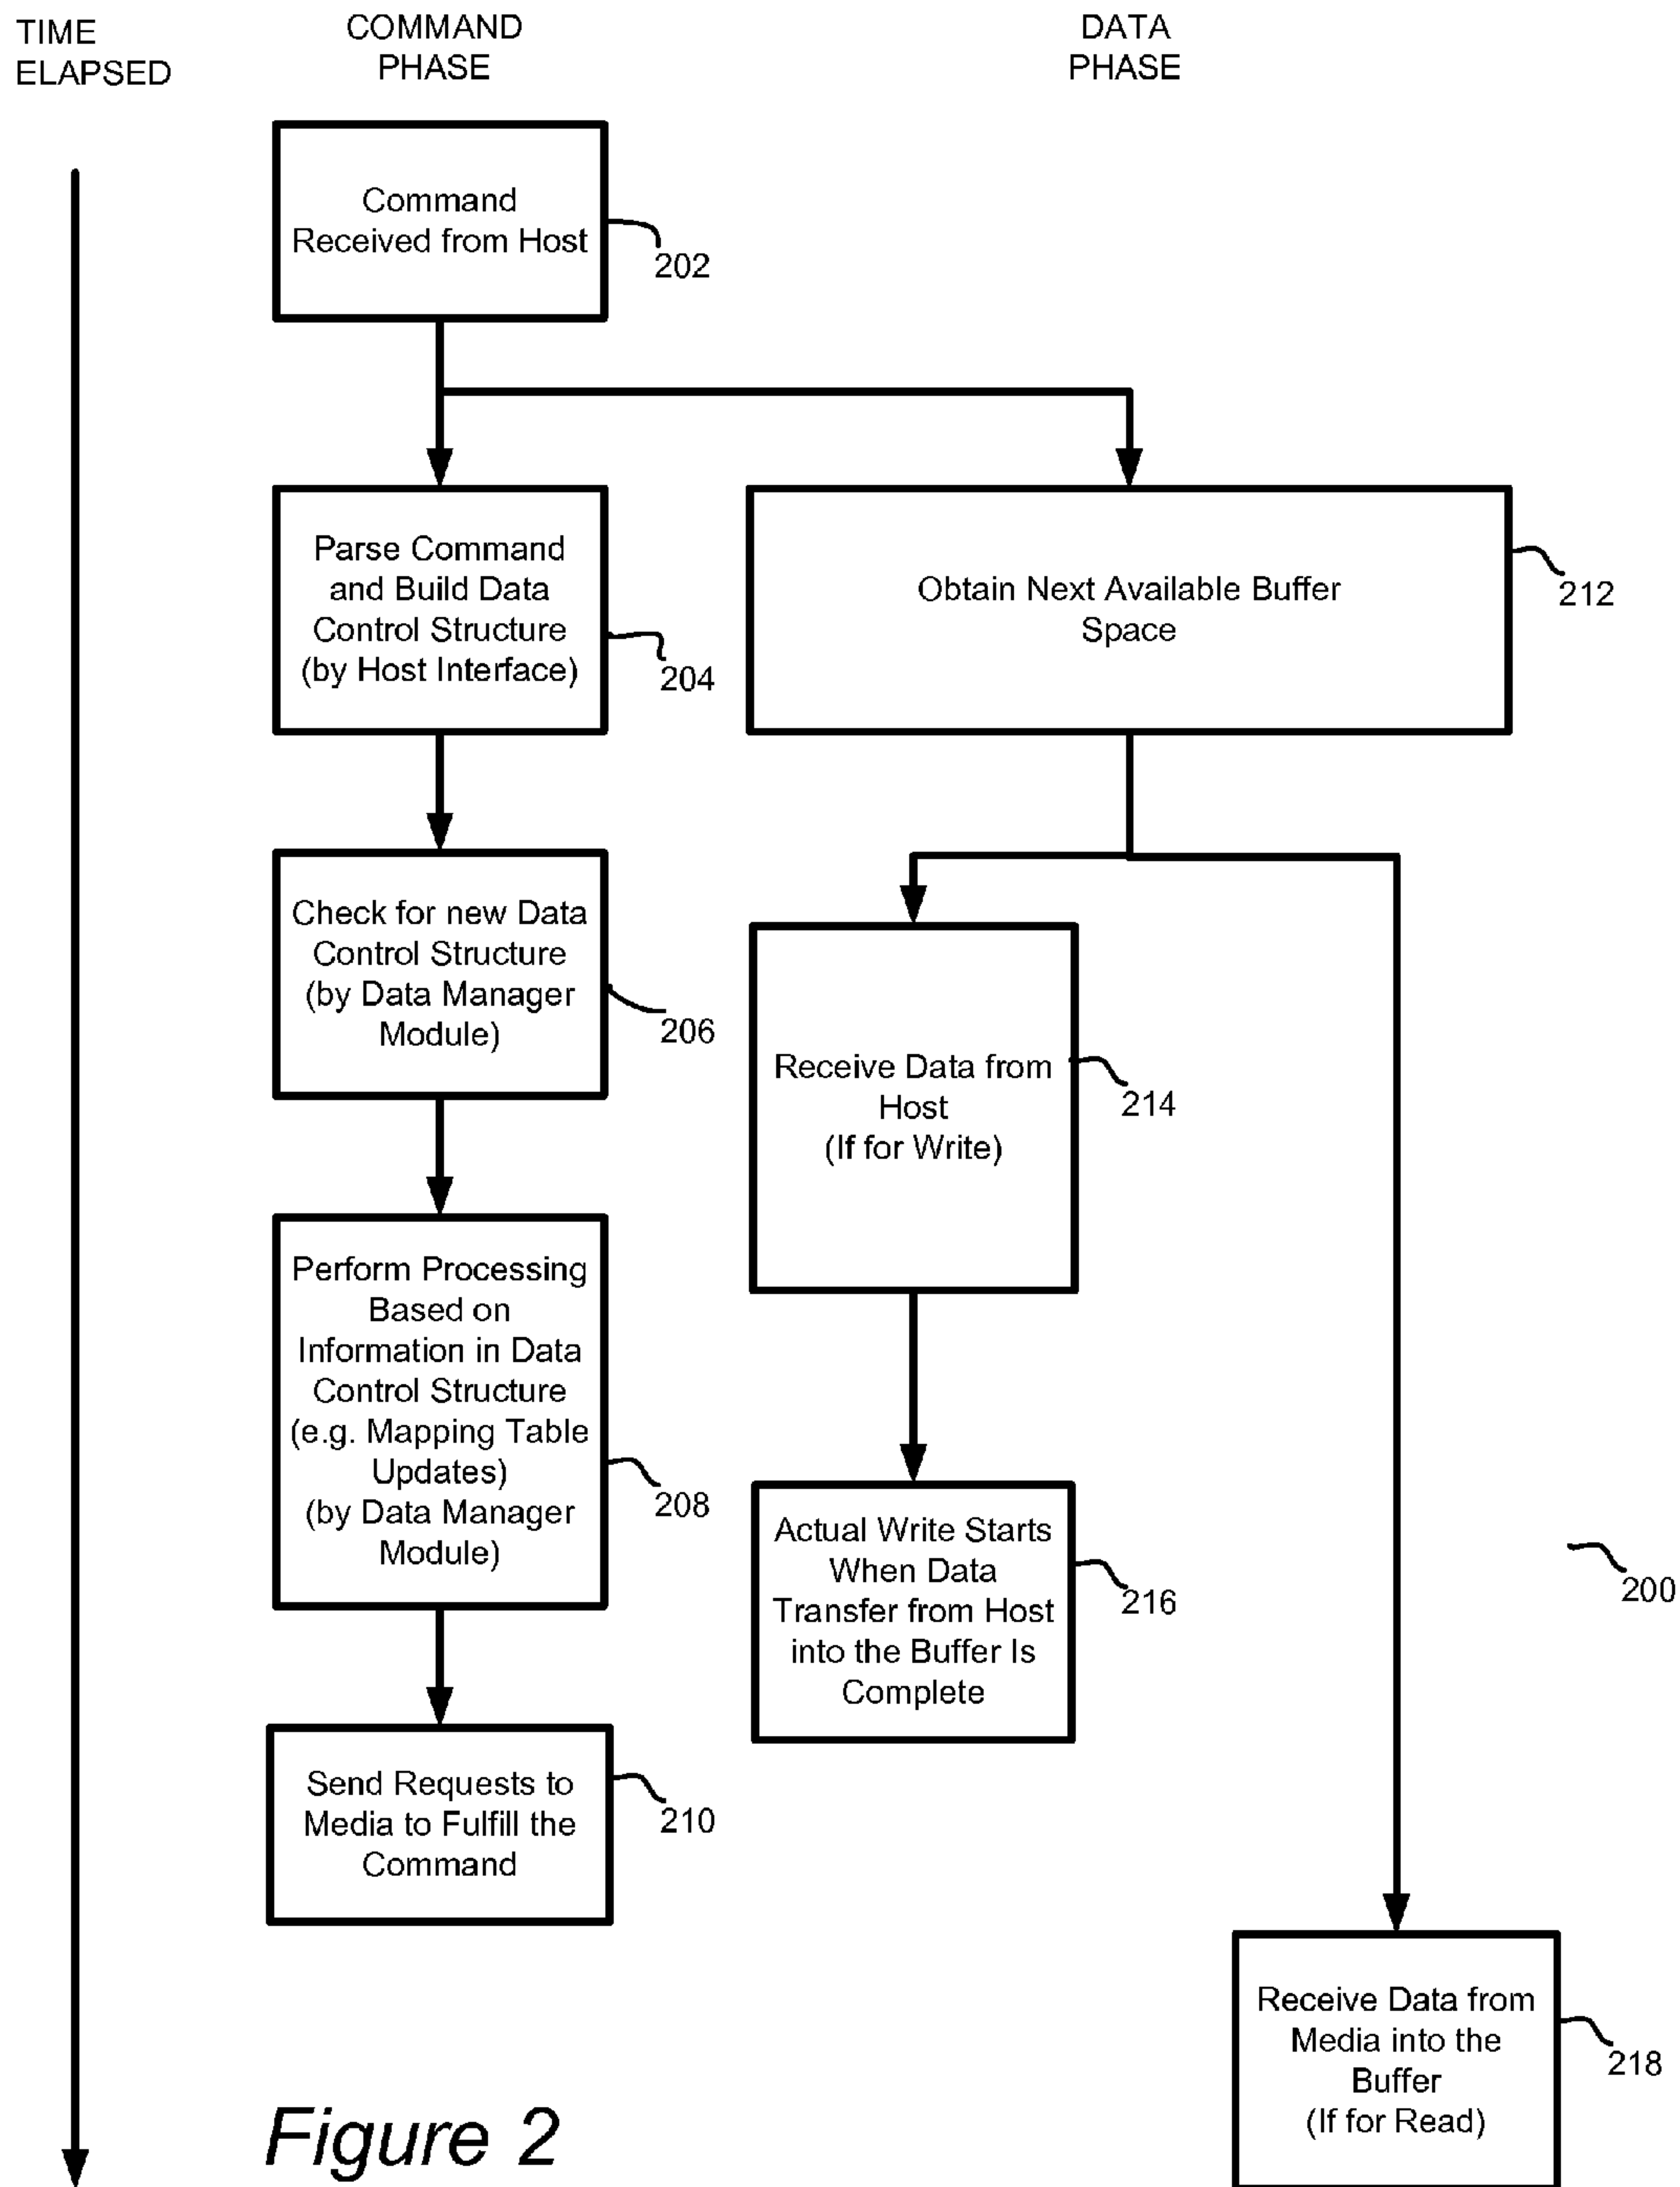 TIME
ELAPSED
COMMAND
PHASE
DATA
PHASE
Command
Received from Host
202
Parse Command
and Build Data
Control Structure
(by Host Interface)
204
Obtain Next Available Buffer
Space
212
Check for new Data
Control Structure
(by Data Manager
Module)
206
Receive Data from
Host
(If for Write)
214
Perform Processing
Based on
Information in Data
Control Structure
(e.g. Mapping Table
Updates)
(by Data Manager
Module)
208
Actual Write Starts
When Data
Transfer from Host
into the Buffer Is
Complete
216
200
Send Requests to
Media to Fulfill the
Command
210
Receive Data from
Media into the
Buffer
(If for Read)
218
Figure 2